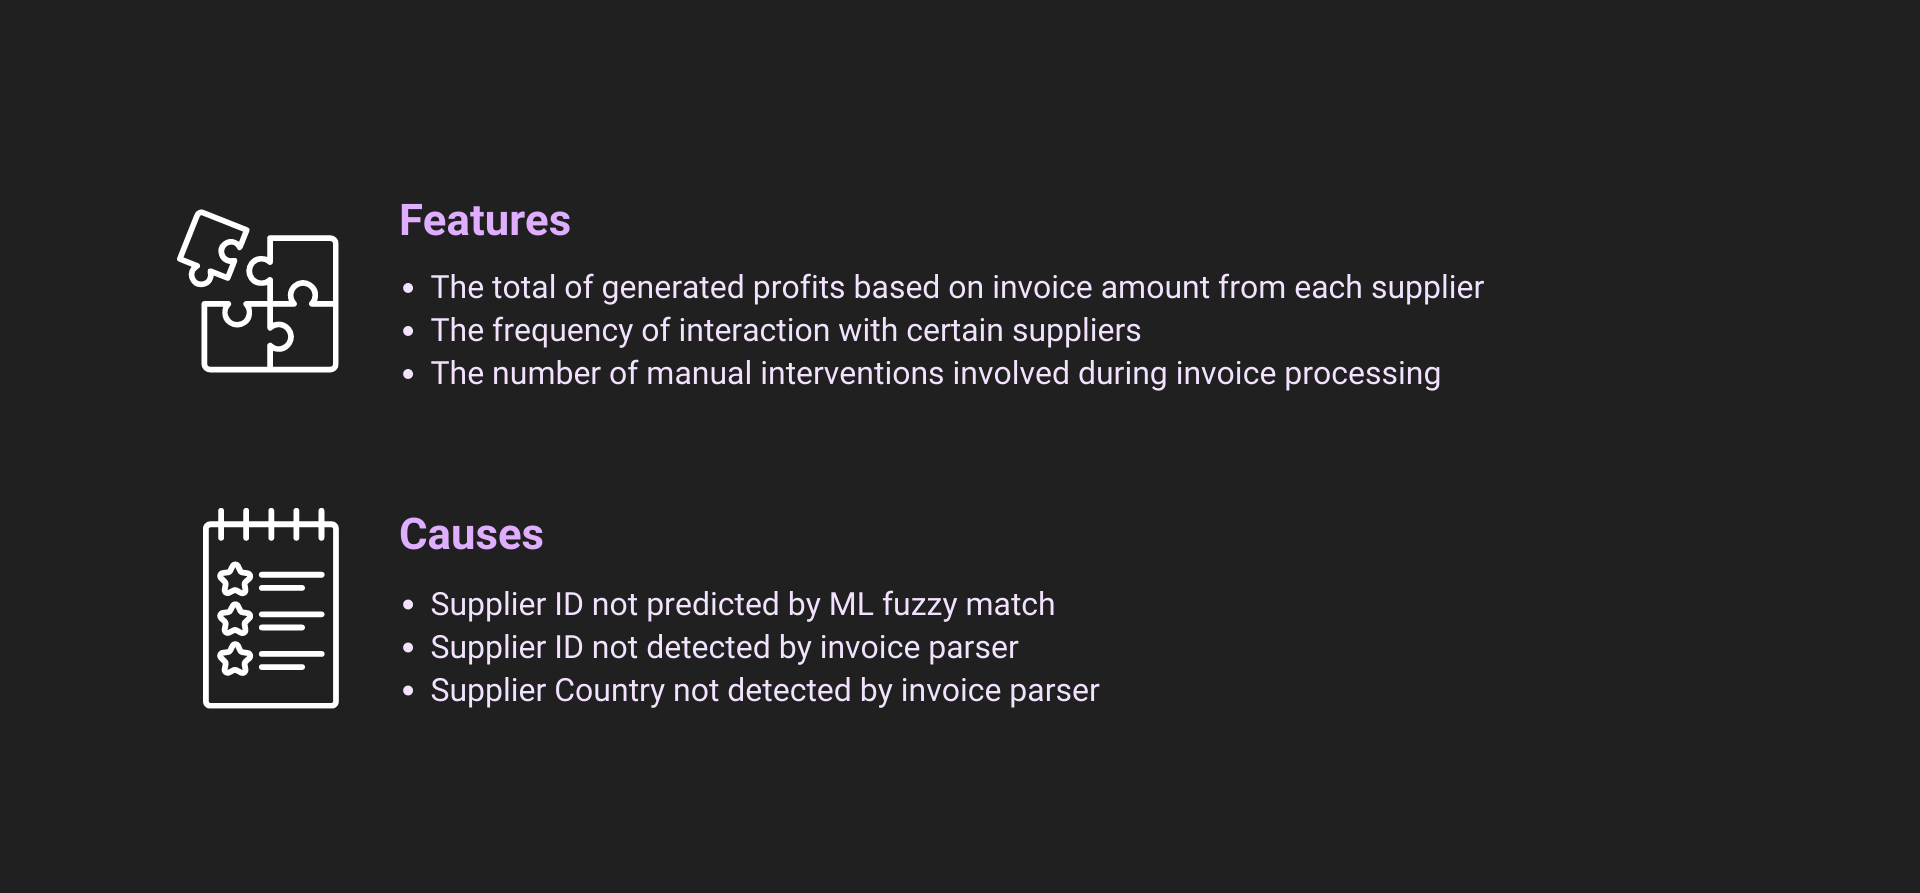 Features
• The total of generated profits based on invoice amount from each supplier
• The frequency of interaction with certain suppliers
• The number of manual interventions involved during invoice processing
Causes
• Supplier ID not predicted by ML fuzzy match
• Supplier ID not detected by invoice parser
• Supplier Country not detected by invoice parser